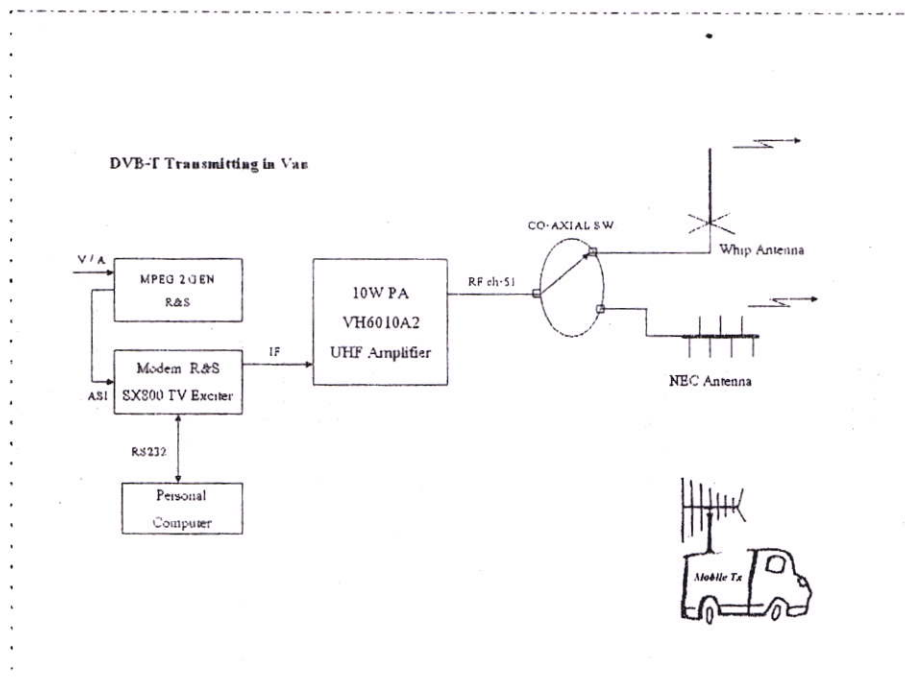 DVB-T Transmitting in Van
V / A
MPEG 2 GEN
R&S
ASI
Modem R&S
SX800 TV Exciter
RS232
Personal
Computer
IF
10W PA
VH6010A2
UHF Amplifier
RF ch-51
CO-AXIAL SW
Whip Antenna
NEC Antenna
Mobile Tx